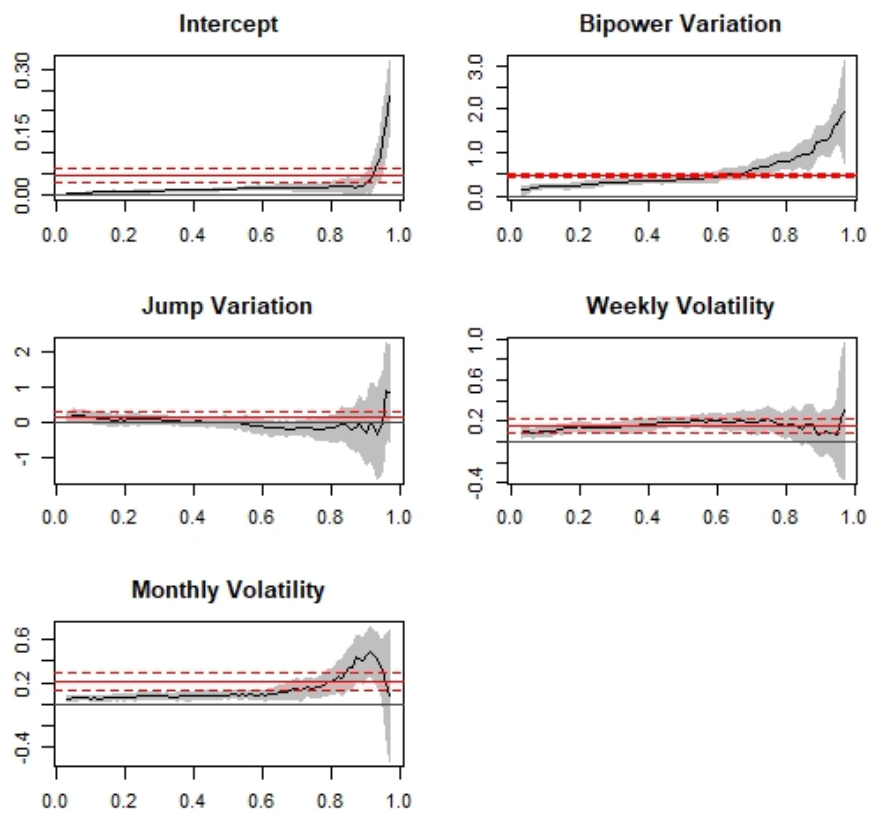 Intercept
0.30
0.15
0.00
0.0 0.2 0.4 0.6 0.8 1.0
Bipower Variation
3.0
2.0
1.0
0.0
0.0 0.2 0.4 0.6 0.8 1.0
Jump Variation
2
1
0
-1
0.0 0.2 0.4 0.6 0.8 1.0
Weekly Volatility
1.0
0.6
0.2
-0.4
0.0 0.2 0.4 0.6 0.8 1.0
Monthly Volatility
0.6
0.2
-0.4
0.0 0.2 0.4 0.6 0.8 1.0